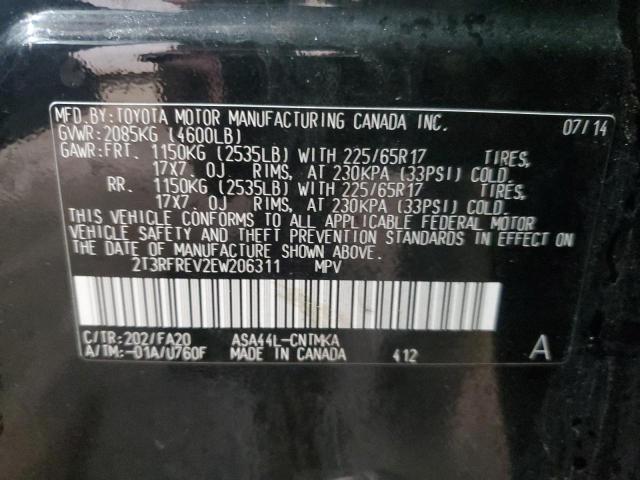 MFD.BY:TOYOTA MOTOR MANUFACTURING CANADA INC. 07/14
GVWR:2085KG (4600LB)
GAWR:FRT. 1150KG (2535LB) WITH 225/65R17 TIRES,
17X7. 0J RIMS, AT 230KPA (33PSI) COLD.
RR. 1150KG (2535LB) WITH 225/65R17 TIRES,
17X7. 0J RIMS, AT 230KPA (33PSI) COLD.
THIS VEHICLE CONFORMS TO ALL APPLICABLE FEDERAL MOTOR
VEHICLE SAFETY AND THEFT PREVENTION STANDARDS IN EFFECT ON
THE DATE OF MANUFACTURE SHOWN ABOVE.
2T3RFREV2EW206311 MPV
C/TR:202/FA20 ASA44L-CNTMKA
A/TM:-01A/U760F MADE IN CANADA 412 A